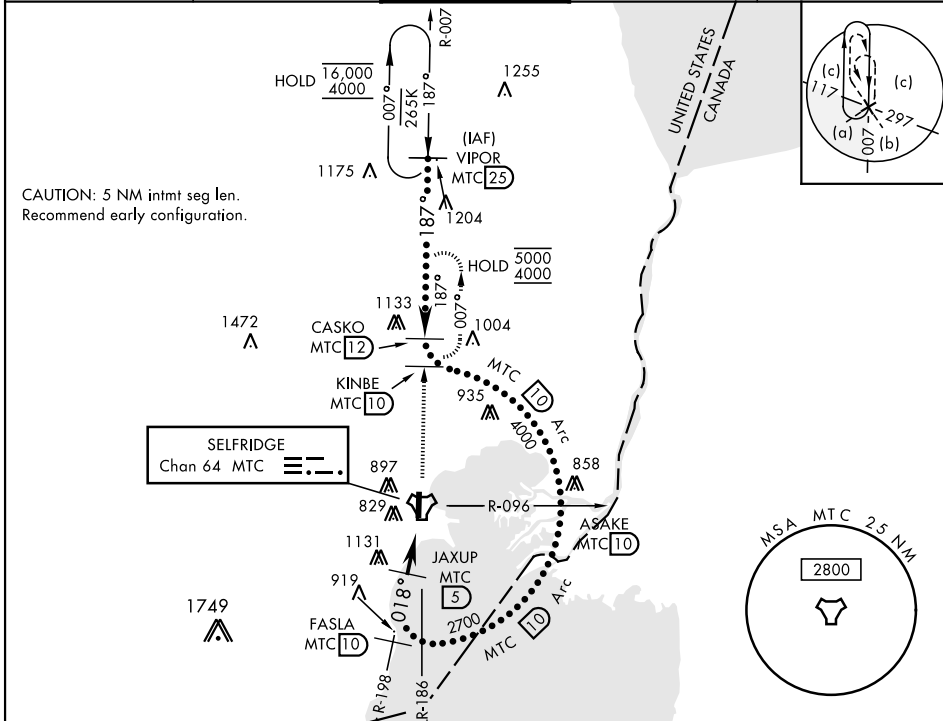 R-007
HOLD 16,000
4000
007°
265K
187°
1255
UNITED STATES
CANADA
(c)
(c)
117
297
(a)
007
(b)
(IAF)
VIPOR
MTC 25
1175
1204
CAUTION: 5 NM intmt seg len.
Recommend early configuration.
187°
HOLD 5000
4000
187°
007°
1133
1472
CASKO
MTC 12
1004
KINBE
MTC 10
935
MTC 10 Arc
4000
SELFRIDGE
Chan 64 MTC
897
858
829
R-096
ASAKE
MTC 10
1131
JAXUP
MTC
5
919
018°
1749
FASLA
MTC 10
2700
MTC 10 Arc
R-198
R-186
MSA MTC 25 NM
2800